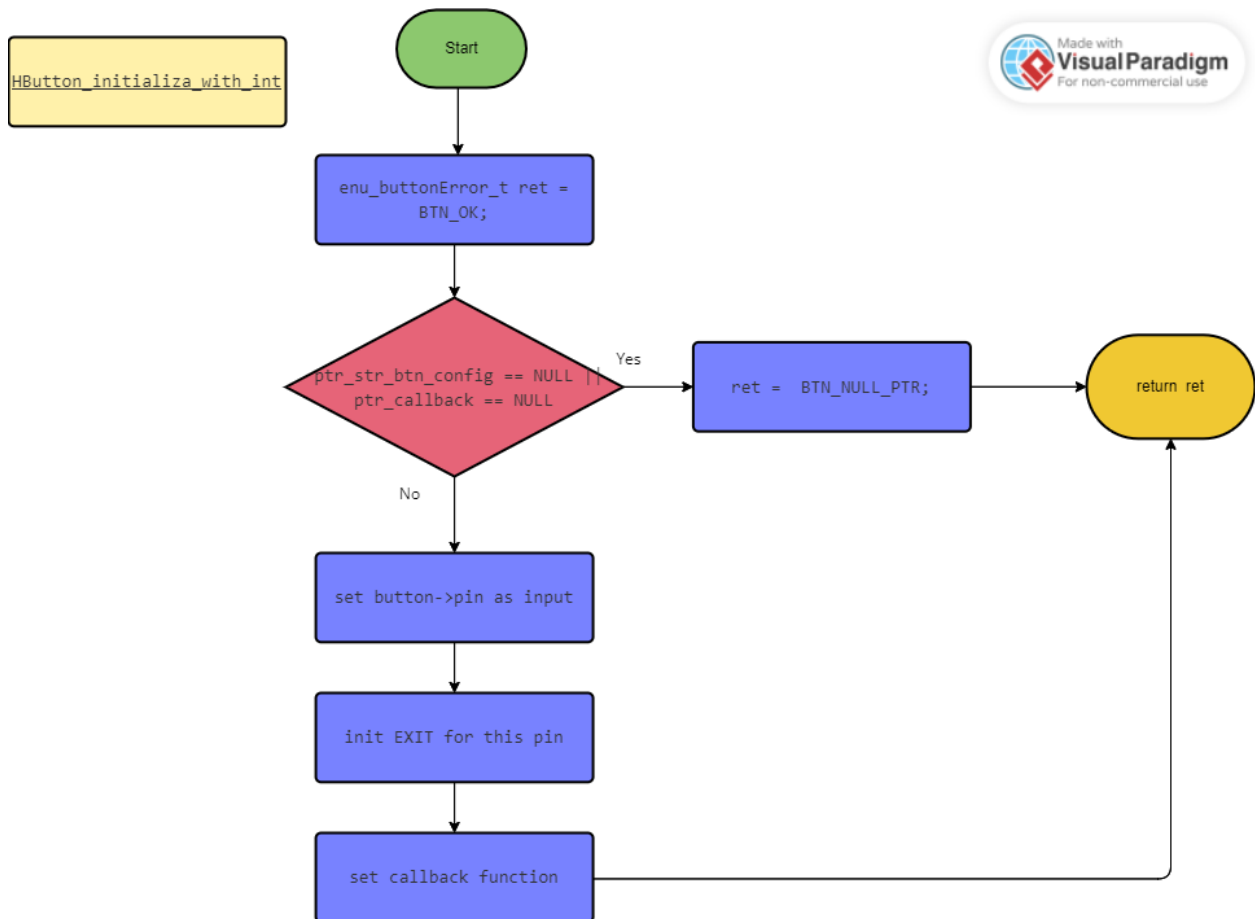 Start
HButton_initializa_with_int
Made with
Visual Paradigm
For non-commercial use
enu_buttonError_t ret =
BTN_OK;
ptr_str_btn_config == NULL ||
ptr_callback == NULL
Yes
ret = BTN_NULL_PTR;
return ret
No
set button->pin as input
init EXIT for this pin
set callback function